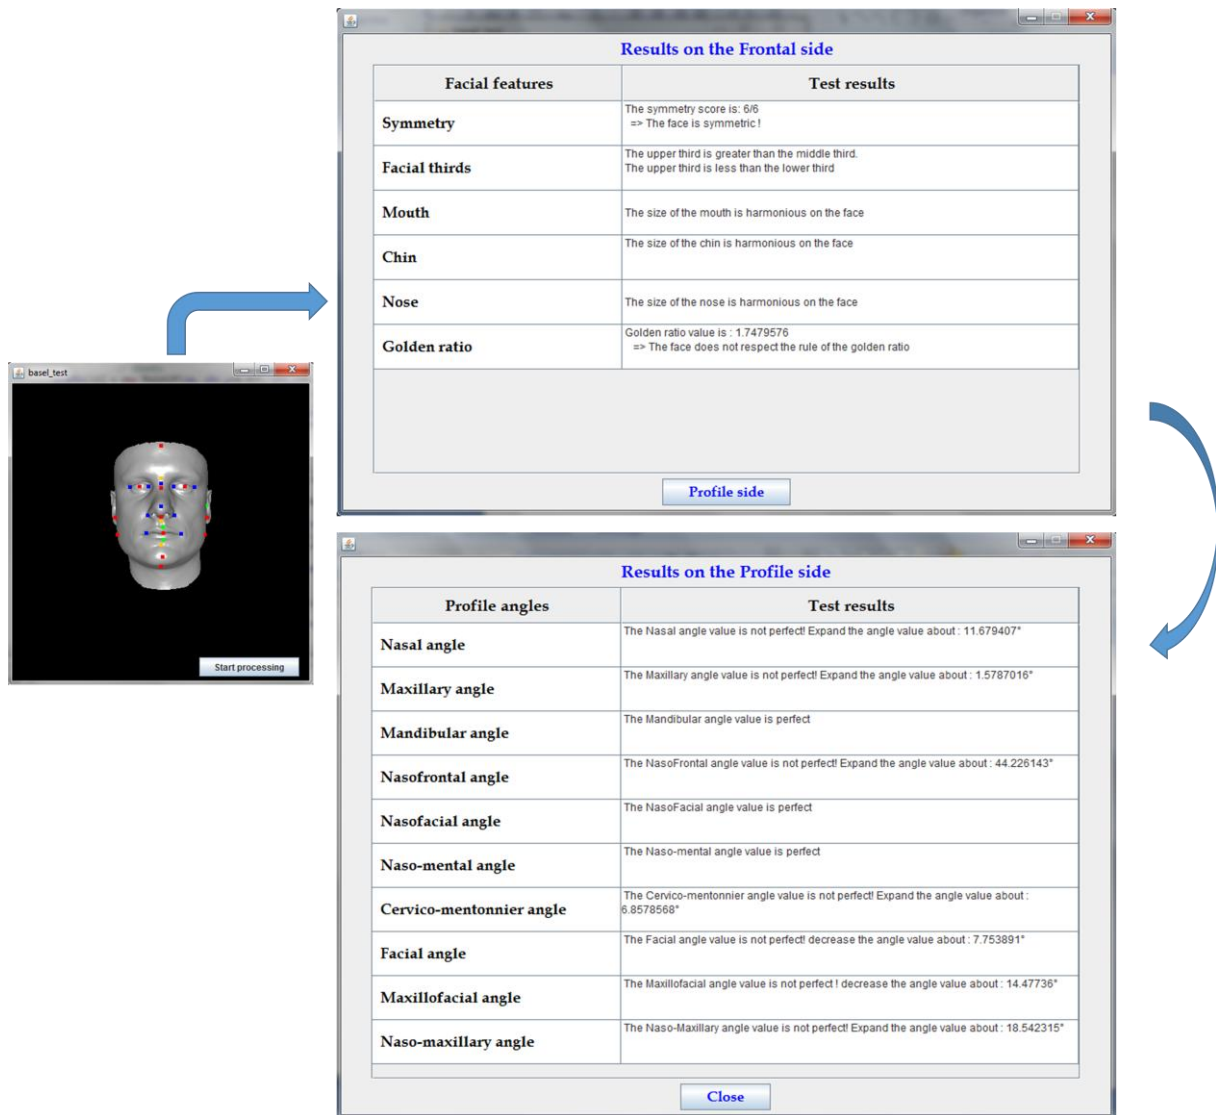 basel_test
Start processing
Results on the Frontal side
Facial features Test results
Symmetry
The symmetry score is: 6/6
=> The face is symmetric !
Facial thirds
The upper third is greater than the middle third.
The upper third is less than the lower third
Mouth
The size of the mouth is harmonious on the face
Chin
The size of the chin is harmonious on the face
Nose
The size of the nose is harmonious on the face
Golden ratio
Golden ratio value is : 1.7479576
=> The face does not respect the rule of the golden ratio
Profile side
Results on the Profile side
Profile angles Test results
Nasal angle
The Nasal angle value is not perfect! Expand the angle value about : 11.679407°
Maxillary angle
The Maxillary angle value is not perfect! Expand the angle value about : 1.5787016°
Mandibular angle
The Mandibular angle value is perfect
Nasofrontal angle
The NasoFrontal angle value is not perfect! Expand the angle value about : 44.226143°
Nasofacial angle
The NasoFacial angle value is perfect
Naso-mental angle
The Naso-mental angle value is perfect
Cervico-mentonnier angle
The Cervico-mentonnier angle value is not perfect! Expand the angle value about :
6.8578568°
Facial angle
The Facial angle value is not perfect! decrease the angle value about : 7.753891°
Maxillofacial angle
The Maxillofacial angle value is not perfect ! decrease the angle value about : 14.47736°
Naso-maxillary angle
The Naso-Maxillary angle value is not perfect! Expand the angle value about : 18.542315°
Close